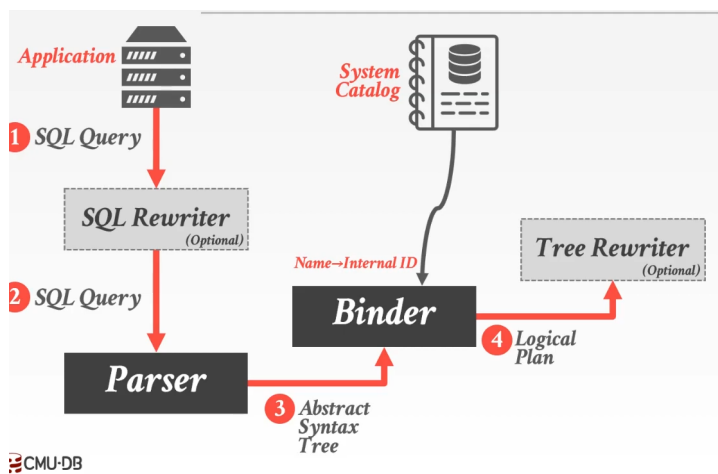 Application
1 SQL Query
SQL Rewriter
(Optional)
2 SQL Query
Parser
3 Abstract
Syntax
Tree
System
Catalog
Name→Internal ID
Binder
4 Logical
Plan
Tree Rewriter
(Optional)
CMU·DB